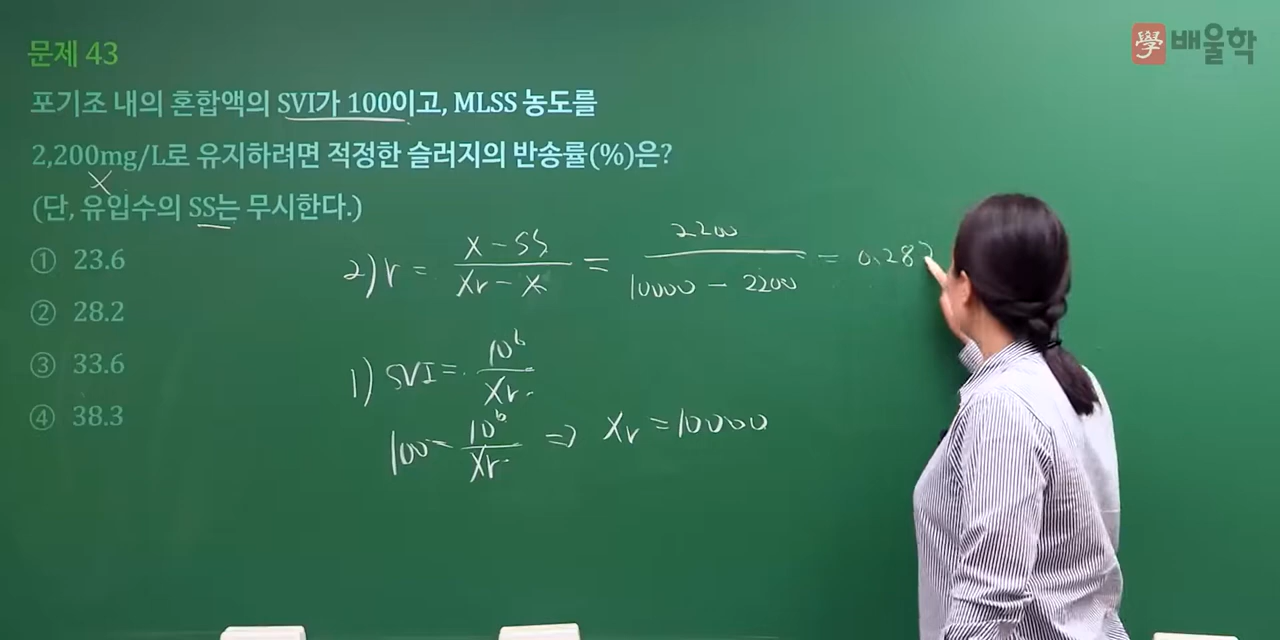 學 배울학
문제 43
포기조 내의 혼합액의 SVI가 100이고, MLSS 농도를
2,200mg/L로 유지하려면 적정한 슬러지의 반송률(%)은?
X
(단, 유입수의 SS는 무시한다.)
① 23.6
② 28.2
③ 33.6
④ 38.3
2) r = (X - SS) / (Xr - X) = 2200 / (10000 - 2200) = 0.282
1) SVI = 10⁶ / Xr
100 = 10⁶ / Xr ⇒ Xr = 10000